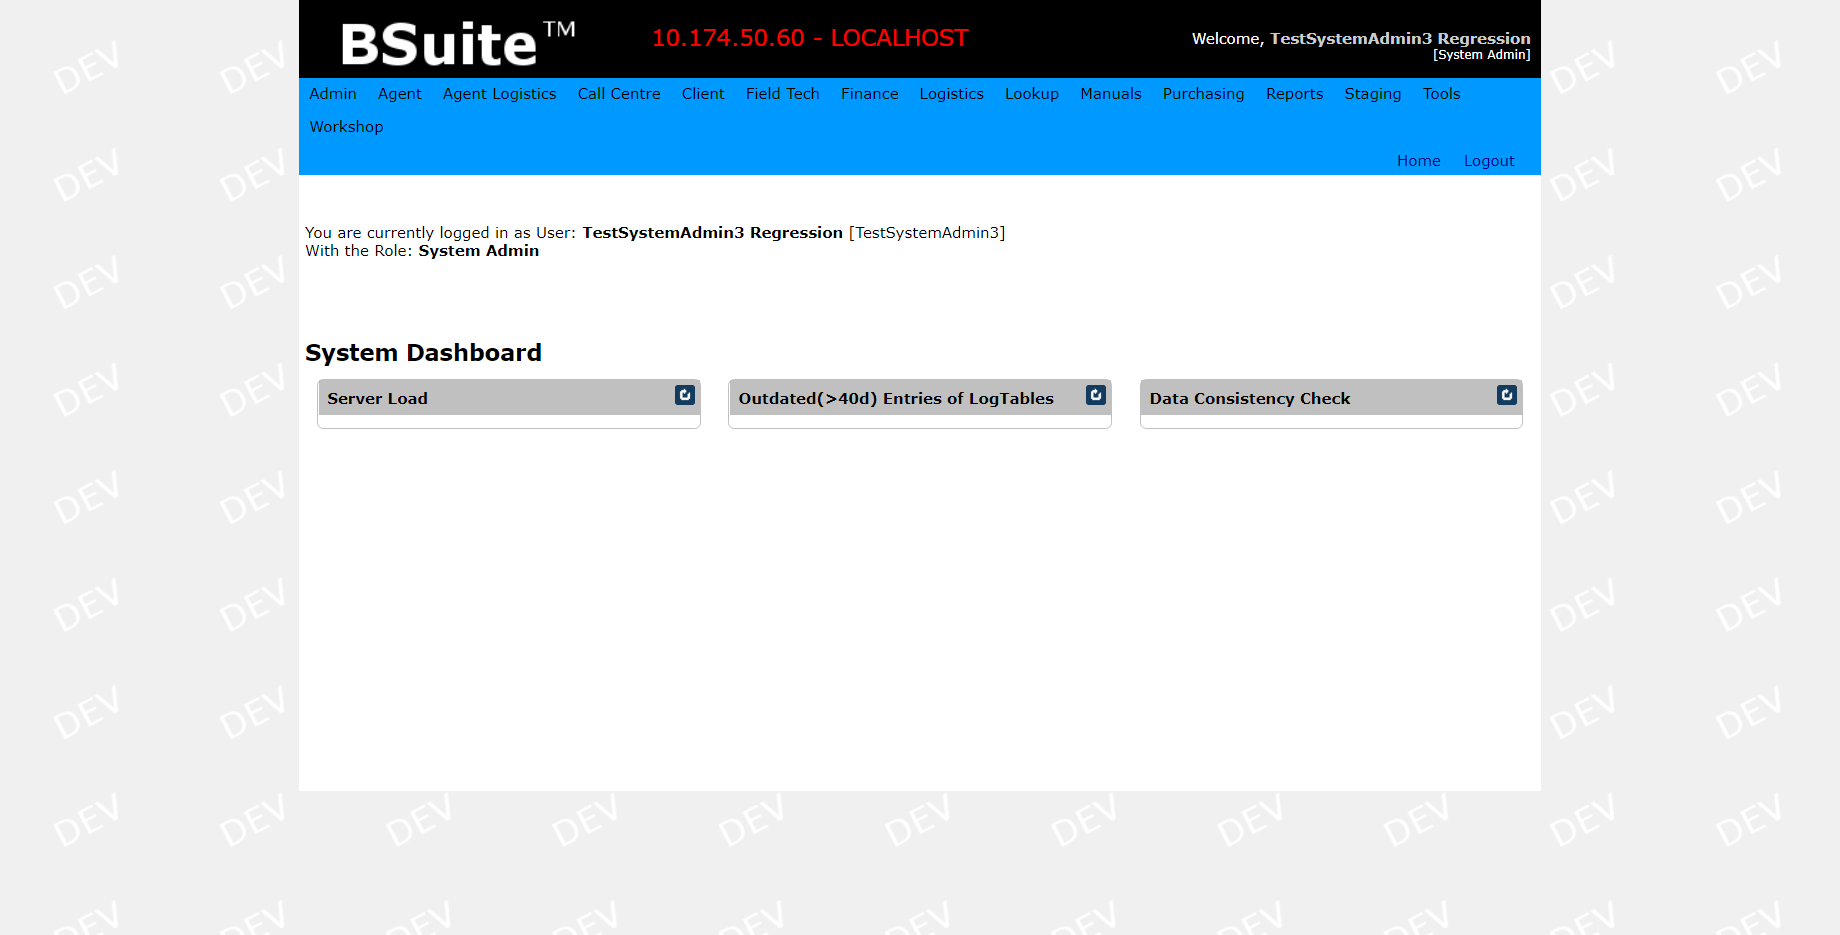 BSuite™
10.174.50.60 - LOCALHOST
Welcome, TestSystemAdmin3 Regression
[System Admin]
Admin Agent Agent Logistics Call Centre Client Field Tech Finance Logistics Lookup Manuals Purchasing Reports Staging Tools
Workshop
Home Logout
You are currently logged in as User: TestSystemAdmin3 Regression [TestSystemAdmin3]
With the Role: System Admin
System Dashboard
Server Load
Outdated(>40d) Entries of LogTables
Data Consistency Check
DEV DEV DEV DEV
DEV DEV DEV DEV
DEV DEV DEV DEV
DEV DEV DEV DEV
DEV DEV DEV DEV
DEV DEV DEV DEV
DEV DEV DEV DEV
DEV DEV DEV DEV DEV DEV DEV DEV DEV DEV DEV
DEV DEV DEV DEV DEV DEV DEV DEV DEV DEV DEV